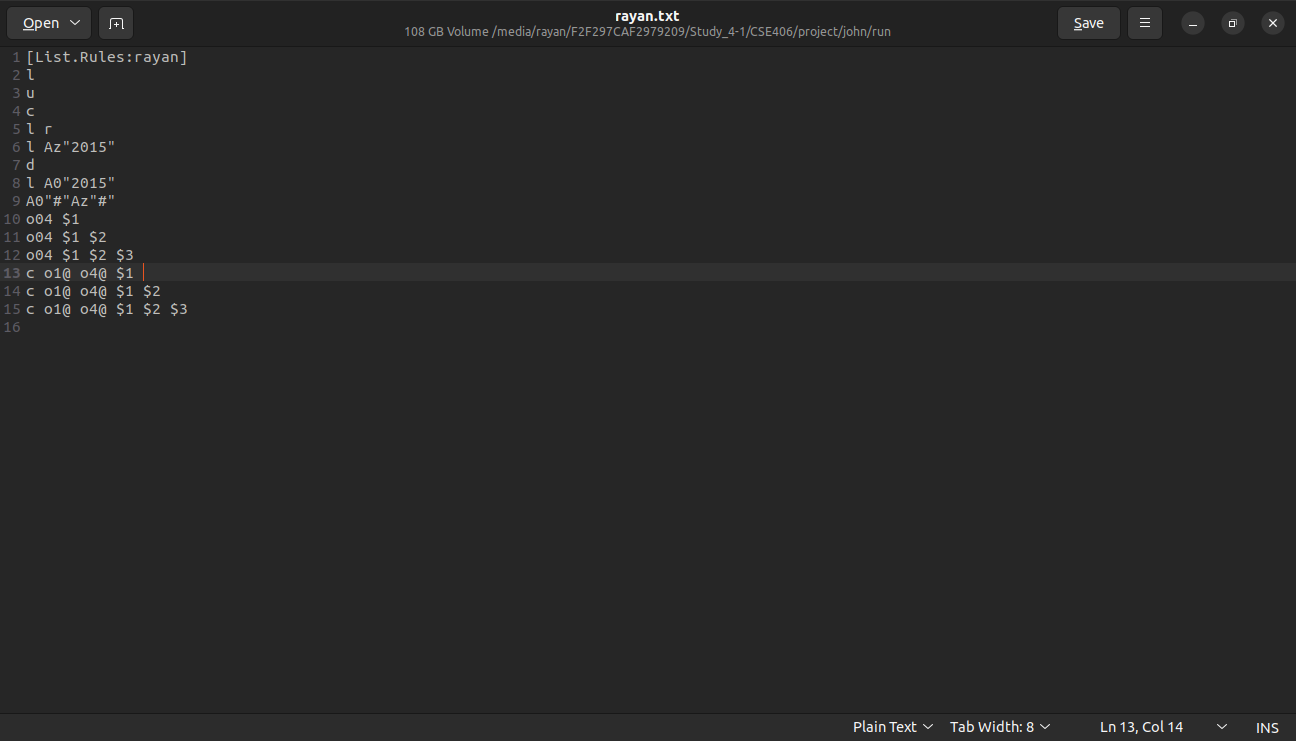 Open
rayan.txt
108 GB Volume /media/rayan/F2F297CAF2979209/Study_4-1/CSE406/project/john/run
Save
1 [List.Rules:rayan]
2 l
3 u
4 c
5 l r
6 l Az"2015"
7 d
8 l A0"2015"
9 A0"#"Az"#"
10 o04 $1
11 o04 $1 $2
12 o04 $1 $2 $3
13 c o1@ o4@ $1
14 c o1@ o4@ $1 $2
15 c o1@ o4@ $1 $2 $3
16
Plain Text Tab Width: 8 Ln 13, Col 14 INS